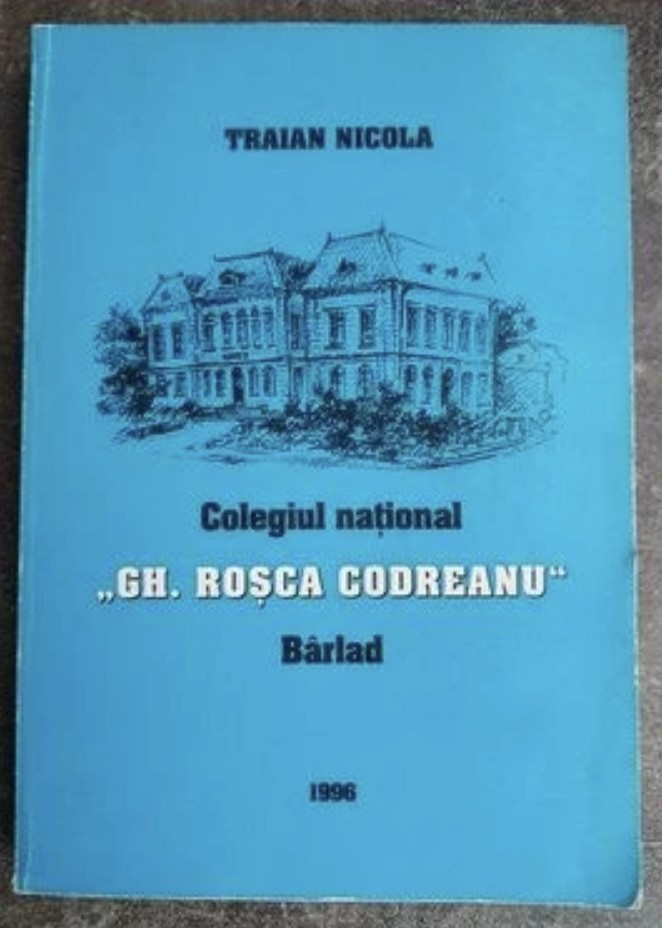 TRAIAN NICOLA
Colegiul național
„GH. ROȘCA CODREANU“
Bârlad
1996